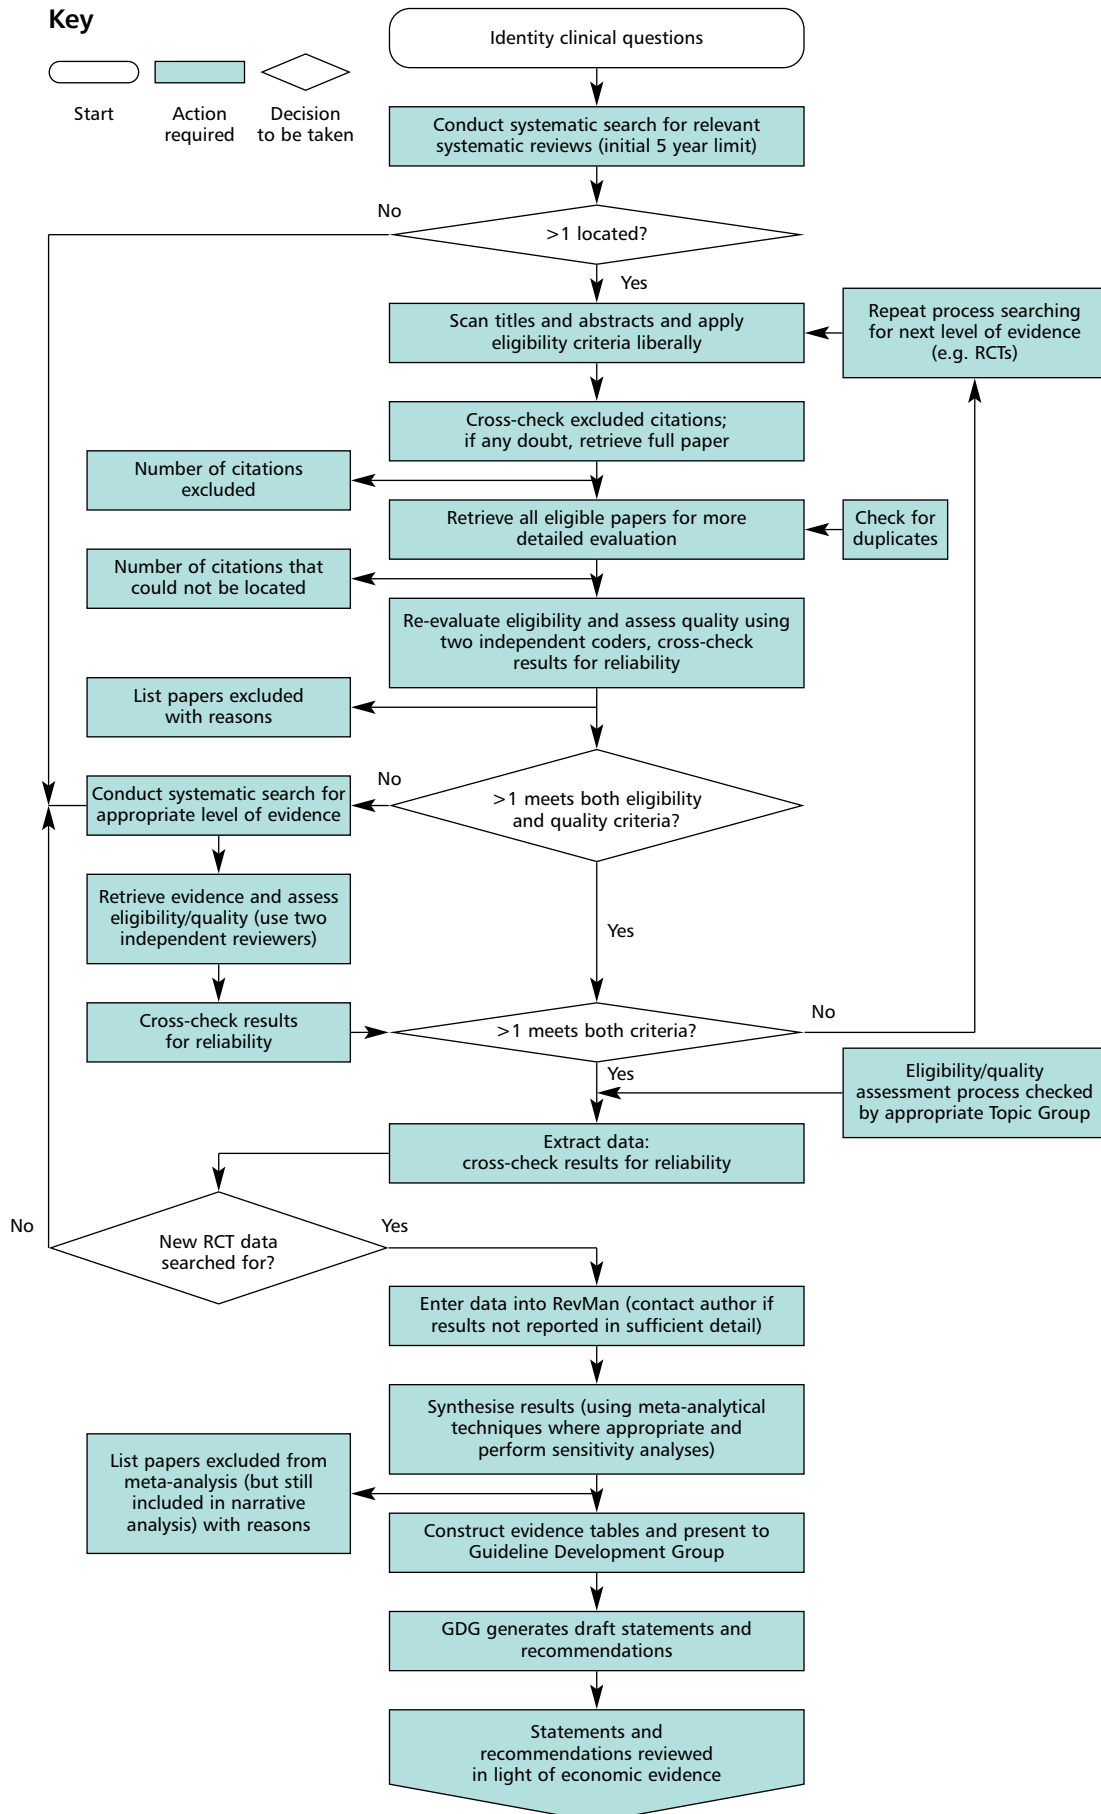 Key
Start
Action
required
Decision
to be taken
Identity clinical questions
Conduct systematic search for relevant
systematic reviews (initial 5 year limit)
No
>1 located?
Yes
Scan titles and abstracts and apply
eligibility criteria liberally
Repeat process searching
for next level of evidence
(e.g. RCTs)
Cross-check excluded citations;
if any doubt, retrieve full paper
Number of citations
excluded
Retrieve all eligible papers for more
detailed evaluation
Check for
duplicates
Number of citations that
could not be located
Re-evaluate eligibility and assess quality using
two independent coders, cross-check
results for reliability
List papers excluded
with reasons
No
>1 meets both eligibility
and quality criteria?
Conduct systematic search for
appropriate level of evidence
Retrieve evidence and assess
eligibility/quality (use two
independent reviewers)
Yes
Cross-check results
for reliability
>1 meets both criteria?
No
Yes
Eligibility/quality
assessment process checked
by appropriate Topic Group
Extract data:
cross-check results for reliability
No
New RCT data
searched for?
Yes
Enter data into RevMan (contact author if
results not reported in sufficient detail)
Synthesise results (using meta-analytical
techniques where appropriate and
perform sensitivity analyses)
List papers excluded from
meta-analysis (but still
included in narrative
analysis) with reasons
Construct evidence tables and present to
Guideline Development Group
GDG generates draft statements and
recommendations
Statements and
recommendations reviewed
in light of economic evidence